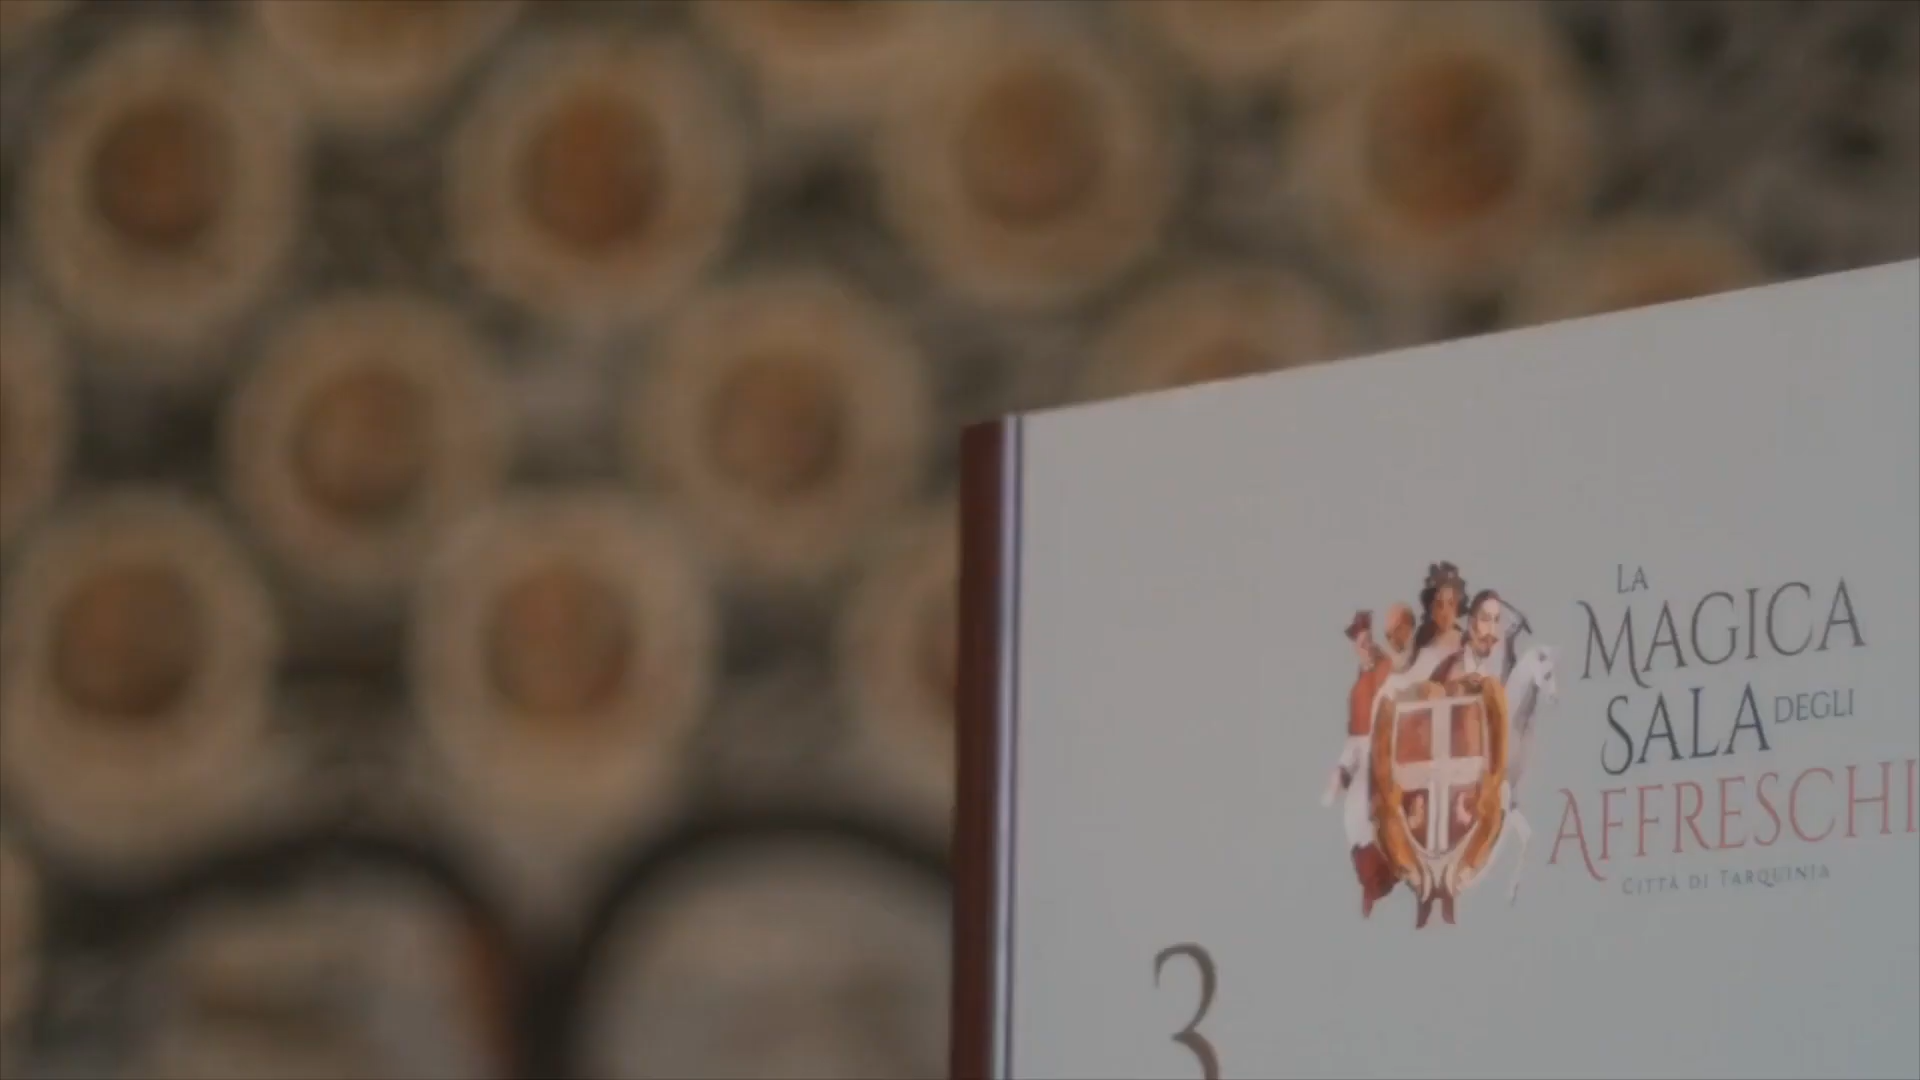 LA
MAGICA
SALA DEGLI
AFFRESCHI
CITTÀ DI TARQUINIA
3